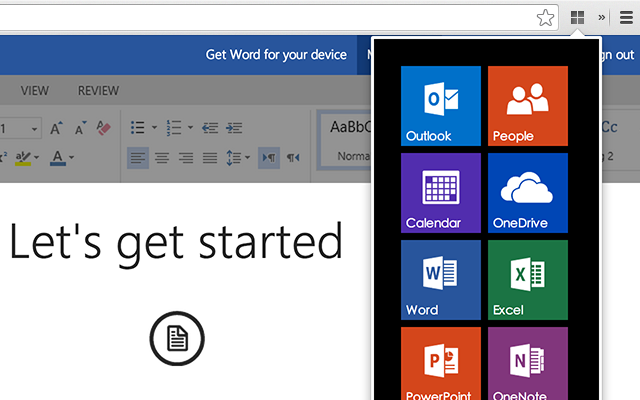 »
Get Word for your device
gn out
VIEW REVIEW
AaBbC
Norma
g 2
Let's get started
Outlook People
Calendar OneDrive
Word Excel
PowerPoint OneNote